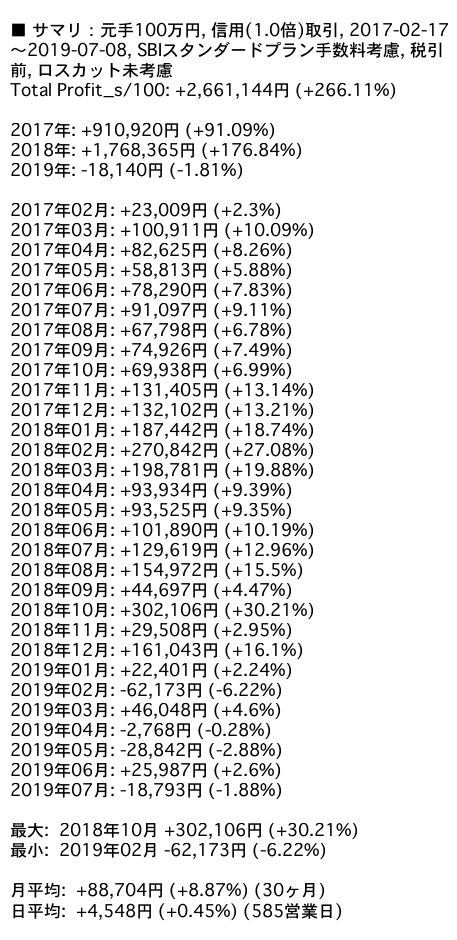 ■ サマリ：元手100万円, 信用(1.0倍)取引, 2017-02-17
〜2019-07-08, SBIスタンダードプラン手数料考慮, 税引
前, ロスカット未考慮
Total Profit_s/100: +2,661,144円 (+266.11%)
2017年: +910,920円 (+91.09%)
2018年: +1,768,365円 (+176.84%)
2019年: -18,140円 (-1.81%)
2017年02月: +23,009円 (+2.3%)
2017年03月: +100,911円 (+10.09%)
2017年04月: +82,625円 (+8.26%)
2017年05月: +58,813円 (+5.88%)
2017年06月: +78,290円 (+7.83%)
2017年07月: +91,097円 (+9.11%)
2017年08月: +67,798円 (+6.78%)
2017年09月: +74,926円 (+7.49%)
2017年10月: +69,938円 (+6.99%)
2017年11月: +131,405円 (+13.14%)
2017年12月: +132,102円 (+13.21%)
2018年01月: +187,442円 (+18.74%)
2018年02月: +270,842円 (+27.08%)
2018年03月: +198,781円 (+19.88%)
2018年04月: +93,934円 (+9.39%)
2018年05月: +93,525円 (+9.35%)
2018年06月: +101,890円 (+10.19%)
2018年07月: +129,619円 (+12.96%)
2018年08月: +154,972円 (+15.5%)
2018年09月: +44,697円 (+4.47%)
2018年10月: +302,106円 (+30.21%)
2018年11月: +29,508円 (+2.95%)
2018年12月: +161,043円 (+16.1%)
2019年01月: +22,401円 (+2.24%)
2019年02月: -62,173円 (-6.22%)
2019年03月: +46,048円 (+4.6%)
2019年04月: -2,768円 (-0.28%)
2019年05月: -28,842円 (-2.88%)
2019年06月: +25,987円 (+2.6%)
2019年07月: -18,793円 (-1.88%)
最大: 2018年10月 +302,106円 (+30.21%)
最小: 2019年02月 -62,173円 (-6.22%)
月平均: +88,704円 (+8.87%) (30ヶ月)
日平均: +4,548円 (+0.45%) (585営業日)